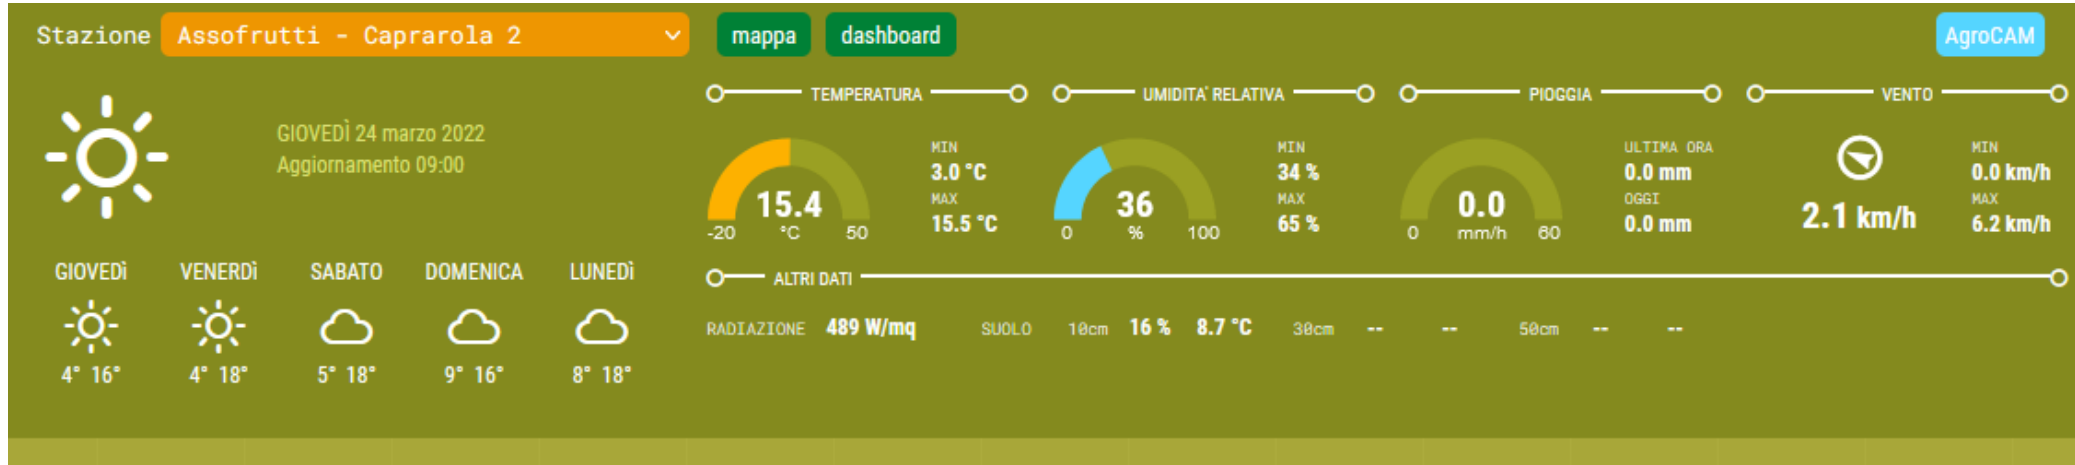 Stazione Assofrutti - Caprarola 2 mappa dashboard AgroCAM
GIOVEDÌ 24 marzo 2022
Aggiornamento 09:00
GIOVEDÌ VENERDÌ SABATO DOMENICA LUNEDÌ
4° 16° 4° 18° 5° 18° 9° 16° 8° 18°
TEMPERATURA
15.4
-20 °C 50
MIN
3.0 °C
MAX
15.5 °C
UMIDITA' RELATIVA
36
0 % 100
MIN
34 %
MAX
65 %
PIOGGIA
0.0
0 mm/h 60
ULTIMA ORA
0.0 mm
OGGI
0.0 mm
VENTO
2.1 km/h
MIN
0.0 km/h
MAX
6.2 km/h
ALTRI DATI
RADIAZIONE 489 W/mq SUOLO 10cm 16 % 8.7 °C 30cm -- -- 50cm -- --